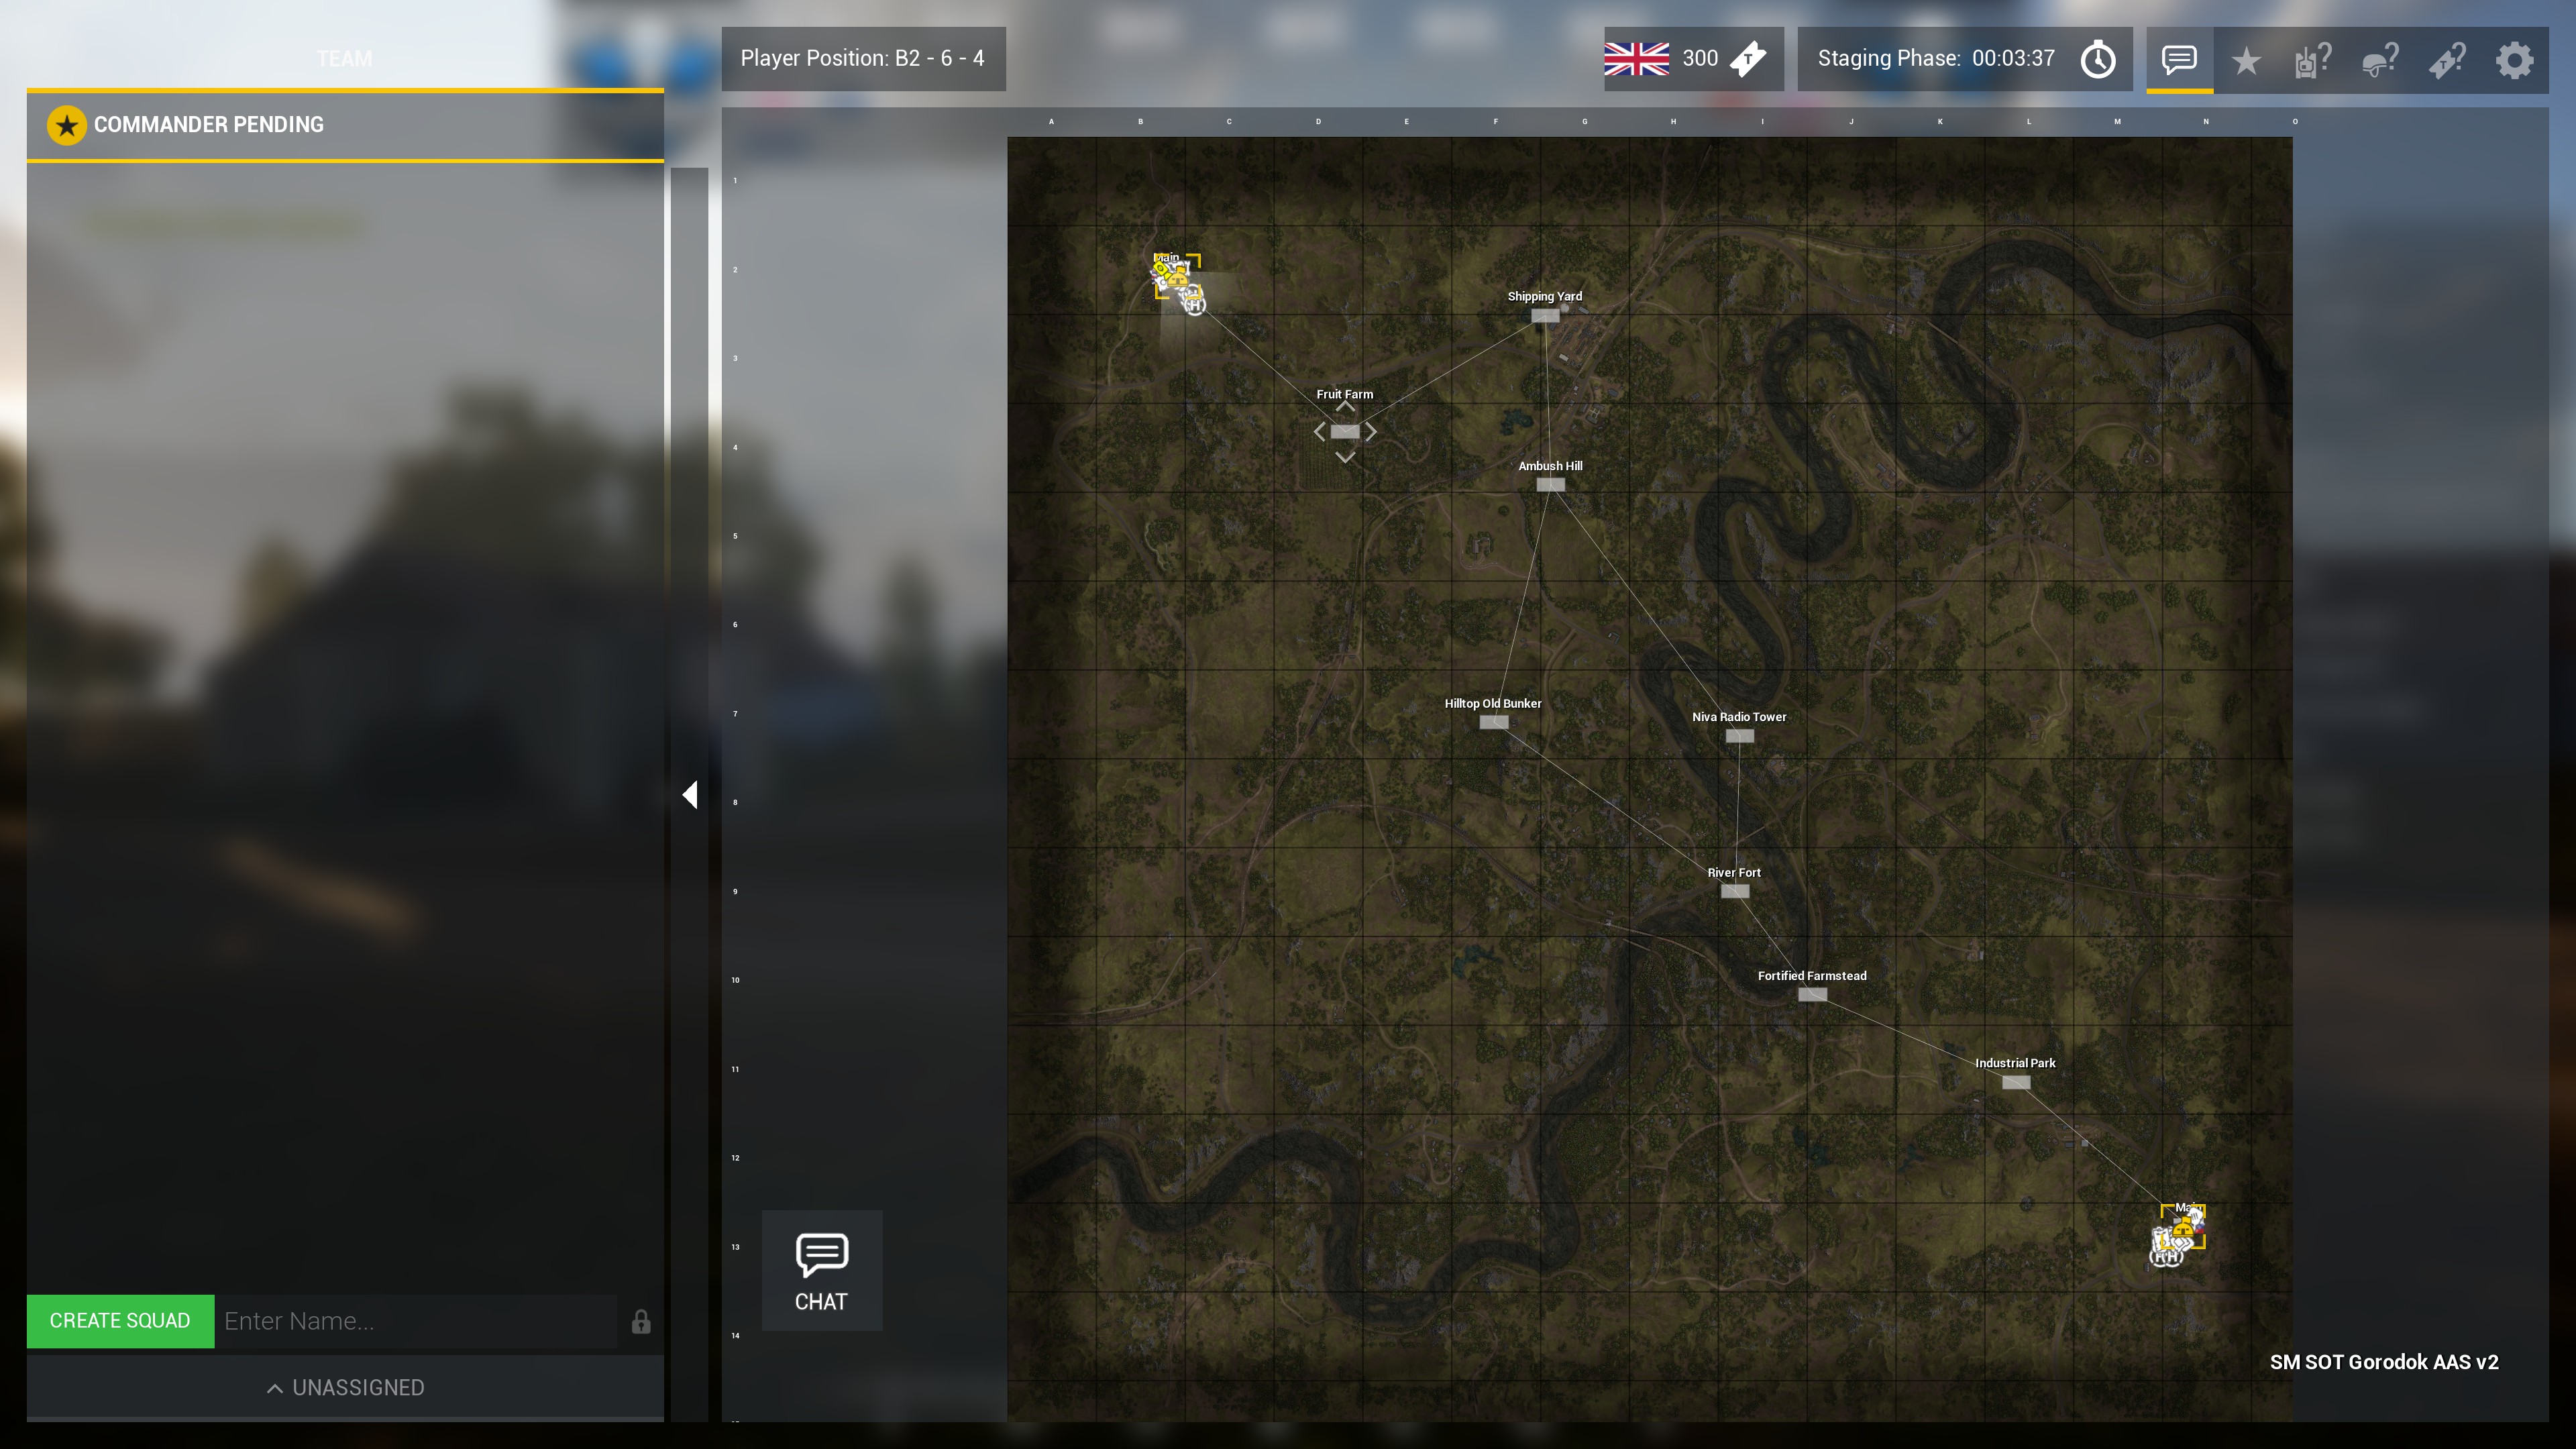 TEAM
Player Position: B2 - 6 - 4
300
Staging Phase: 00:03:37
COMMANDER PENDING
A B C D E F G H I J K L M N O
1
2
3
4
5
6
7
8
9
10
11
12
13
14
Main
Shipping Yard
Fruit Farm
Ambush Hill
Hilltop Old Bunker
Niva Radio Tower
River Fort
Fortified Farmstead
Industrial Park
Main
CHAT
CREATE SQUAD
Enter Name...
UNASSIGNED
SM SOT Gorodok AAS v2